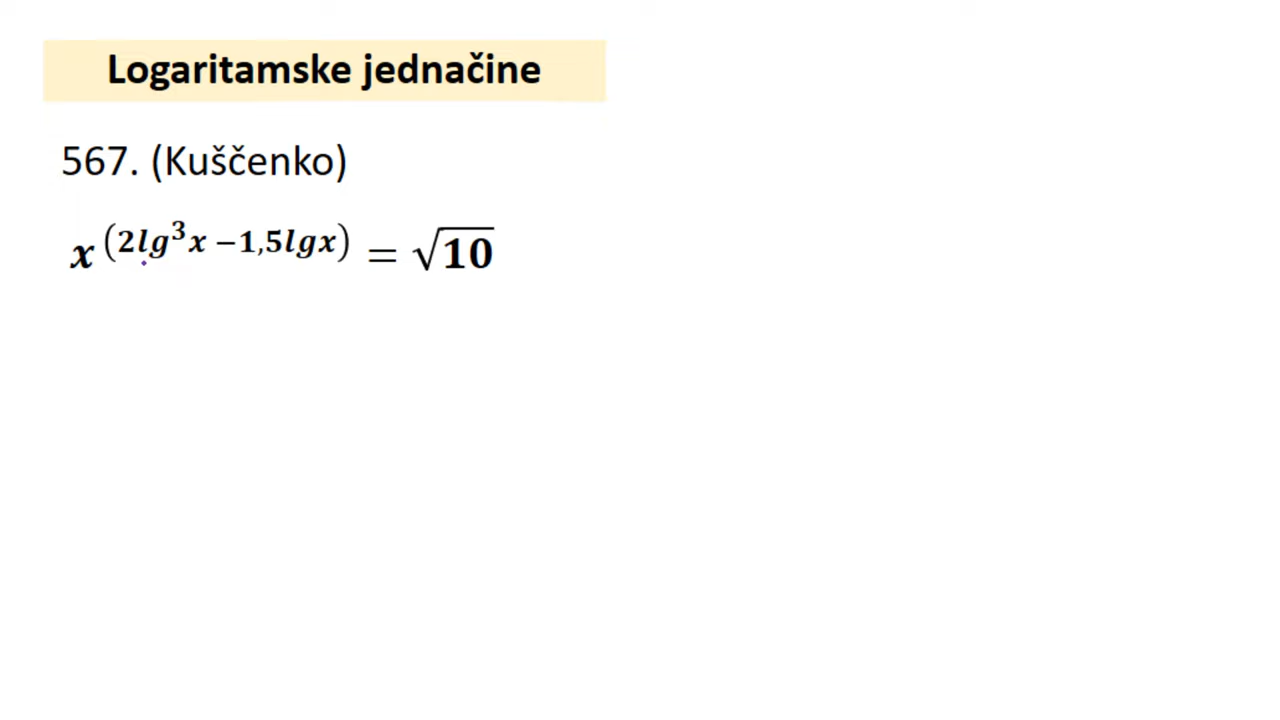 Logaritamske jednačine
567. (Kuščenko)
x^(2lg³x −1,5lgx) = √10